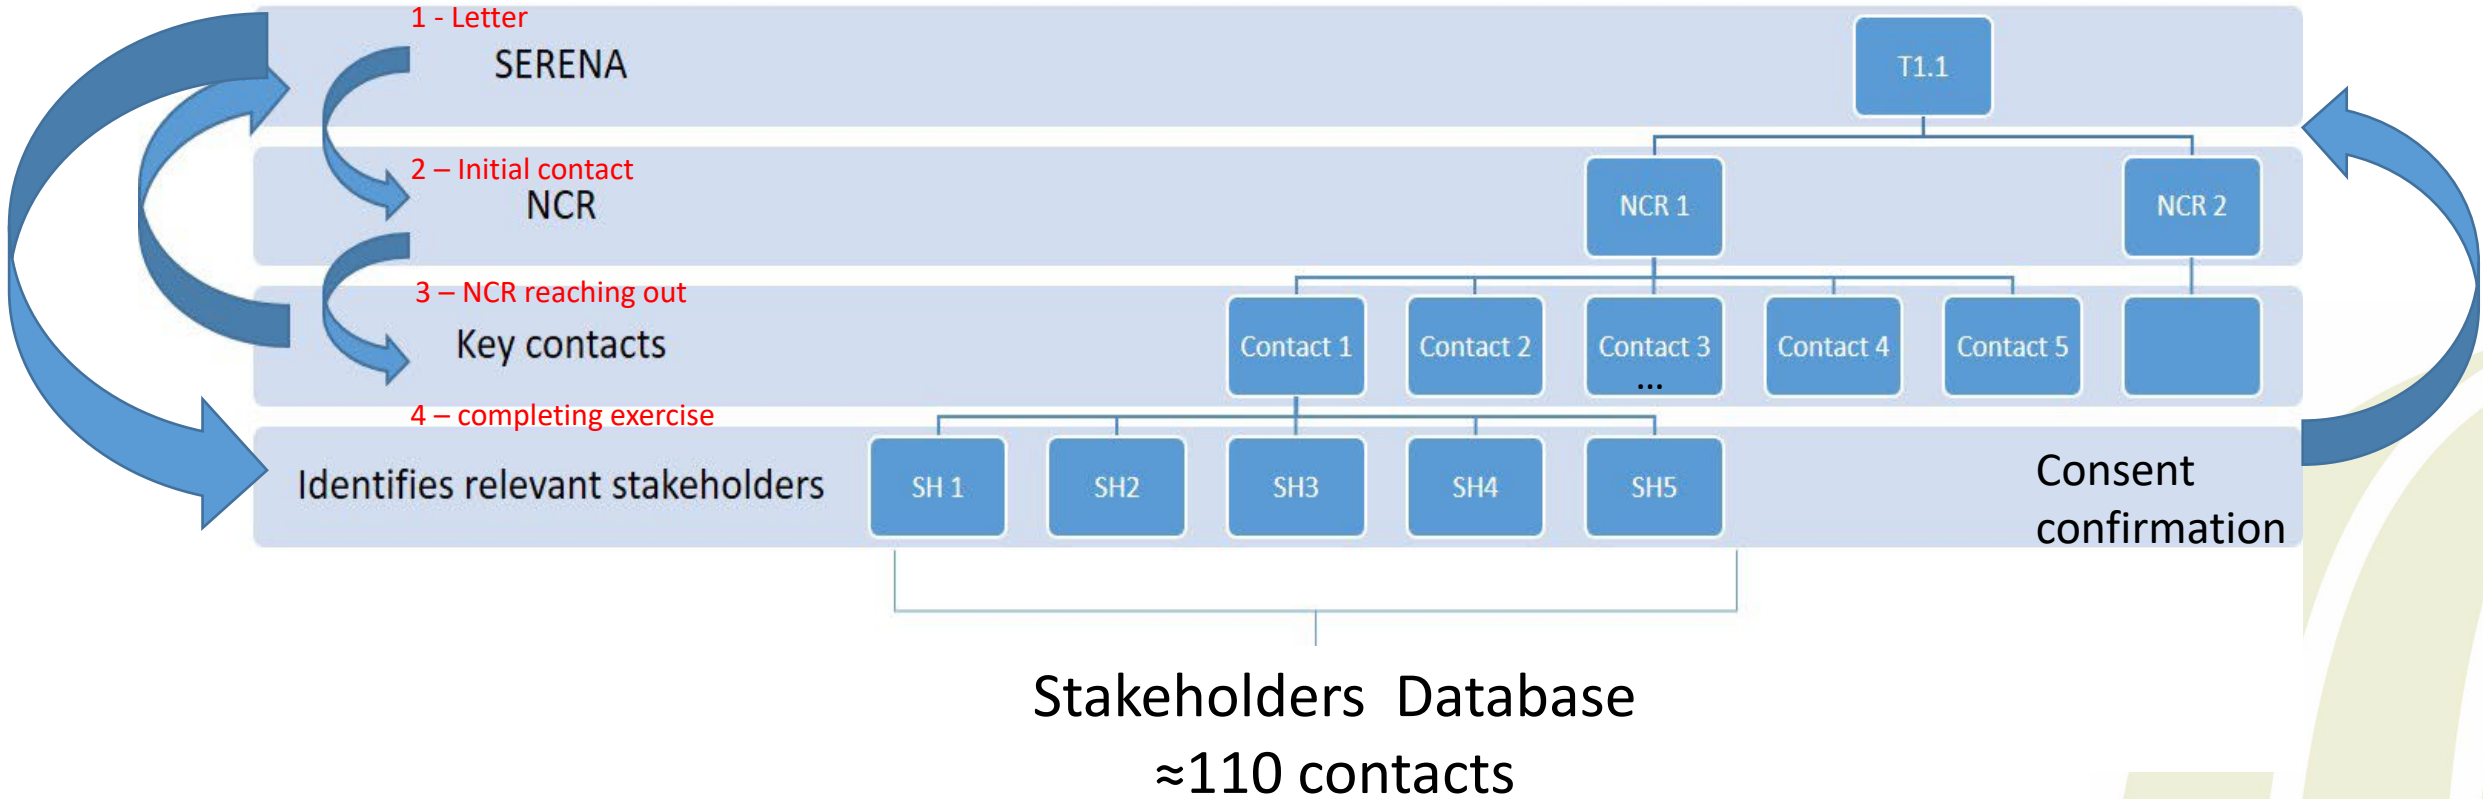 1 - Letter
SERENA
T1.1
2 – Initial contact
NCR
NCR 1
NCR 2
3 – NCR reaching out
Key contacts
Contact 1
Contact 2
Contact 3
...
Contact 4
Contact 5
4 – completing exercise
Identifies relevant stakeholders
SH 1
SH2
SH3
SH4
SH5
Consent
confirmation
Stakeholders Database
≈110 contacts